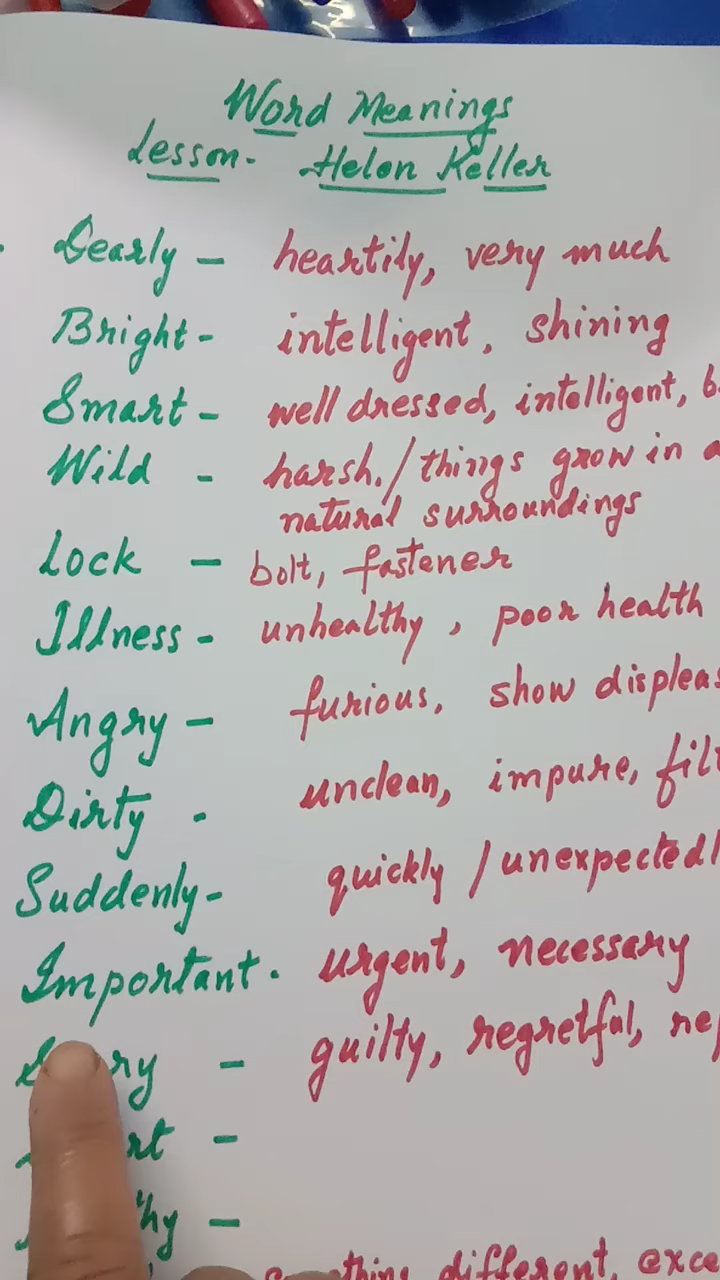 Word Meanings
Lesson- Helen Keller
Dearly - heartily, very much
Bright - intelligent, shining
Smart - well dressed, intelligent,
Wild - harsh. / things grow in
natural surroundings
Lock - bolt, fastener
Illness - unhealthy, poor health
Angry - furious, show
Dirty - unclean, impure,
Suddenly - quickly /
Important - urgent, necessary
- guilty, regretful,
-
-
different,